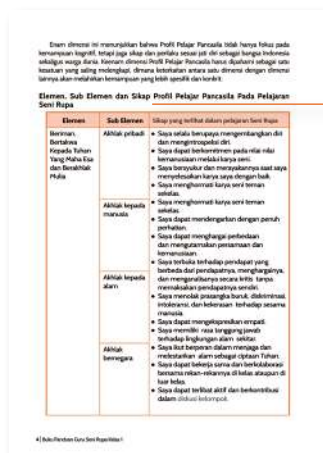 Enam dimensi ini menunjukkan bahwa Profil Pelajar Pancasila tidak hanya fokus pada
kemampuan kognitif, tetapi juga sikap dan perilaku sesuai jati diri sebagai bangsa Indonesia
sekaligus warga dunia. Keenam dimensi Profil Pelajar Pancasila harus dipahami sebagai satu
kesatuan yang saling melengkapi, dimana keterkaitan antara satu dimensi dengan dimensi
lainnya akan melahirkan kemampuan yang lebih spesifik dan konkrit.
Elemen, Sub Elemen dan Sikap Profil Pelajar Pancasila Pada Pelajaran
Seni Rupa
Elemen
Sub Elemen
Sikap yang terlihat dalam pelajaran Seni Rupa
Beriman,
Bertakwa
Kepada Tuhan
Yang Maha Esa
dan Berakhlak
Mulia
Akhlak pribadi
• Saya selalu berupaya mengembangkan diri
dan mengintrospeksi diri.
• Saya dapat berkomitmen pada nilai nilai
kemanusiaan melalui karya seni.
• Saya bersyukur dan merayakannya saat saya
menyelesaikan karya saya dengan baik.
• Saya menghormati karya seni teman
sekelas.
Akhlak kepada
manusia
• Saya menghormati karya seni teman
sekelas.
• Saya dapat mendengarkan dengan penuh
perhatian.
• Saya dapat menghargai perbedaan
dan mengutamakan persamaan dan
kemanusiaan.
• Saya terbuka terhadap pendapat yang
berbeda dari pendapatnya, menghargainya,
dan menganalisanya secara kritis tanpa
memaksakan pendapatnya sendiri.
• Saya menolak prasangka buruk, diskriminasi,
intoleransi, dan kekerasan terhadap sesama
manusia.
• Saya dapat mengekspresikan empati.
Akhlak kepada
alam
• Saya memiliki rasa tanggung jawab
terhadap lingkungan alam sekitar.
• Saya ikut berperan dalam menjaga dan
melestarikan alam sebagai ciptaan Tuhan.
Akhlak
bernegara
• Saya dapat bekerja sama dan berkolaborasi
bersama rekan-rekannya di kelas ataupun di
luar kelas.
• Saya dapat terlibat aktif dan berkontribusi
dalam diskusi kelompok.
4 | Buku Panduan Guru Seni Rupa Kelas I